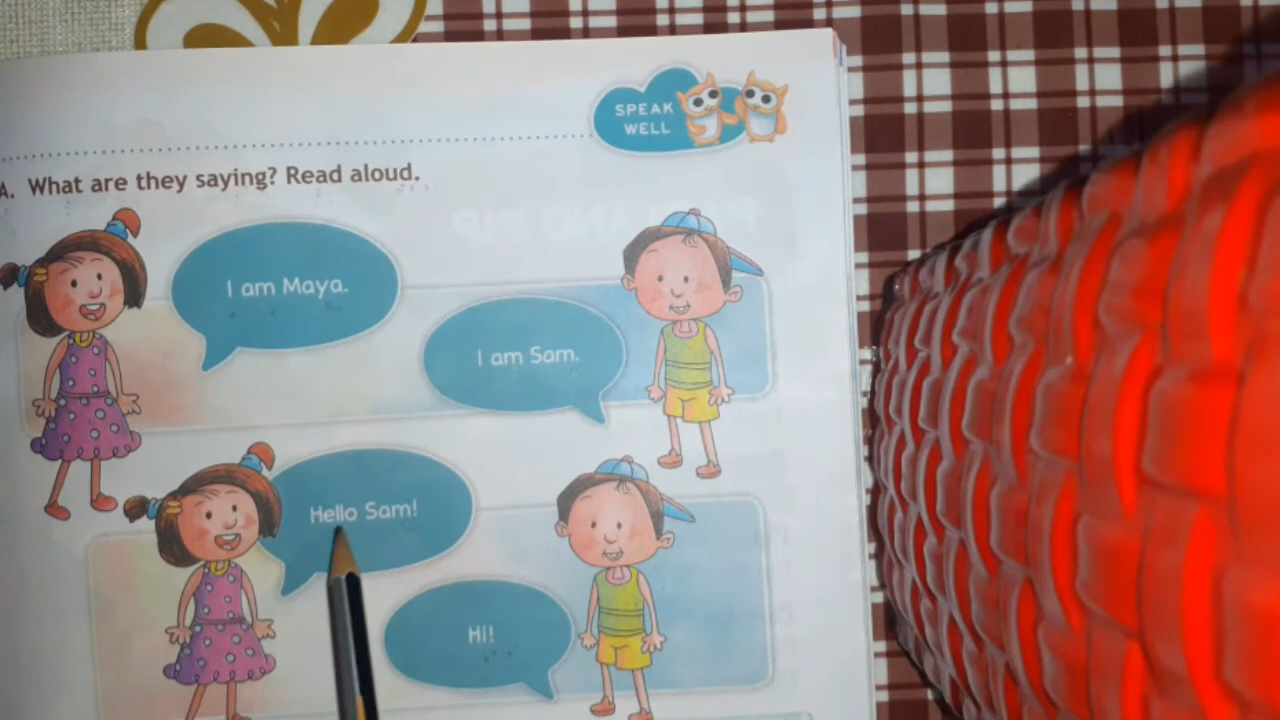 SPEAK
WELL
A. What are they saying? Read aloud.
I am Maya.
I am Sam.
Hello Sam!
Hi!